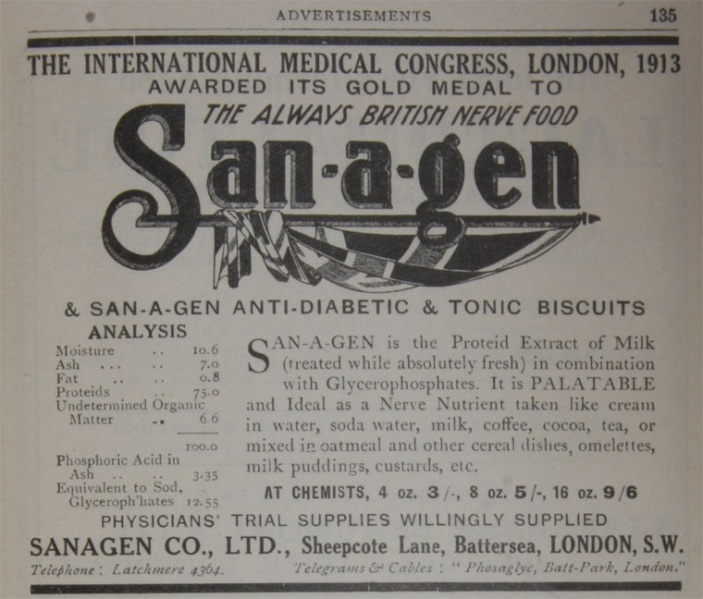 ADVERTISEMENTS 135
THE INTERNATIONAL MEDICAL CONGRESS, LONDON, 1913
AWARDED ITS GOLD MEDAL TO
THE ALWAYS BRITISH NERVE FOOD
San-a-gen
& SAN-A-GEN ANTI-DIABETIC & TONIC BISCUITS
ANALYSIS
Moisture .. 10.6
Ash ... .. 7.0
Fat .. .. 0.8
Proteids .. 75.0
Undetermined Organic
Matter .. 6.6
100.0
Phosphoric Acid in
Ash .. .. 3.35
Equivalent to Sod.
Glyceroph'hates 12.55
SAN-A-GEN is the Proteid Extract of Milk
(treated while absolutely fresh) in combination
with Glycerophosphates. It is PALATABLE
and Ideal as a Nerve Nutrient taken like cream
in water, soda water, milk, coffee, cocoa, tea, or
mixed in oatmeal and other cereal dishes, omelettes,
milk puddings, custards, etc.
AT CHEMISTS, 4 oz. 3/-, 8 oz. 5/-, 16 oz. 9/6
PHYSICIANS' TRIAL SUPPLIES WILLINGLY SUPPLIED
SANAGEN CO., LTD., Sheepcote Lane, Battersea, LONDON, S.W.
Telephone : Latchmere 4364. Telegrams & Cables : "Phosaglyc, Batt-Park, London."